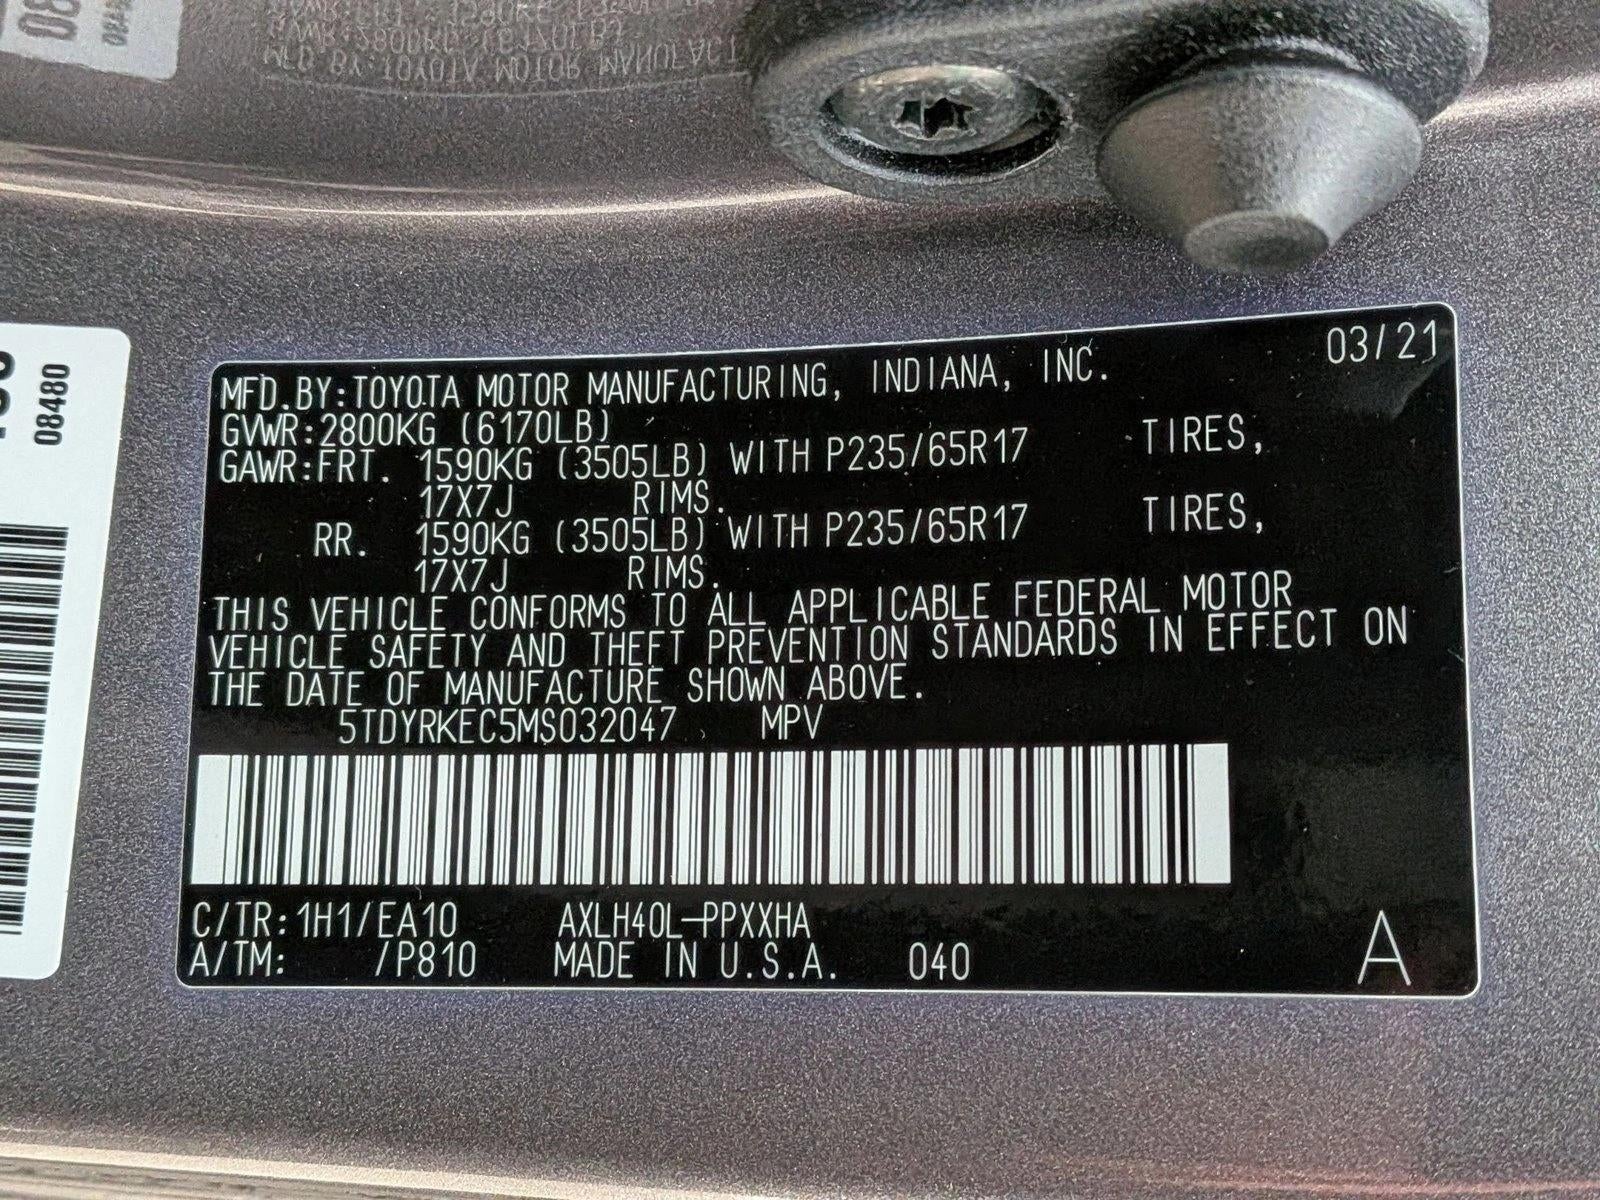 03/21
MFD.BY:TOYOTA MOTOR MANUFACTURING, INDIANA, INC.
GVWR:2800KG (6170LB)
GAWR:FRT. 1590KG (3505LB) WITH P235/65R17 TIRES,
17X7J RIMS.
RR. 1590KG (3505LB) WITH P235/65R17 TIRES,
17X7J RIMS.
THIS VEHICLE CONFORMS TO ALL APPLICABLE FEDERAL MOTOR
VEHICLE SAFETY AND THEFT PREVENTION STANDARDS IN EFFECT ON
THE DATE OF MANUFACTURE SHOWN ABOVE.
5TDYRKEC5MS032047 MPV
C/TR:1H1/EA10 AXLH40L-PPXXHA
A/TM: /P810 MADE IN U.S.A. 040
A
08480